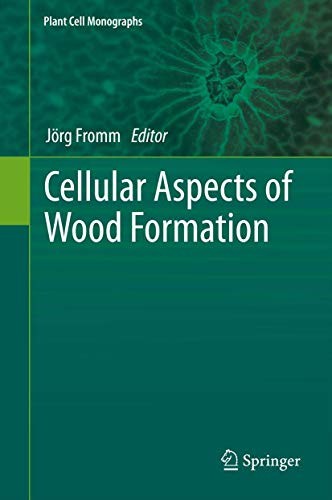 Plant Cell Monographs
Jörg Fromm Editor
Cellular Aspects of
Wood Formation
Springer